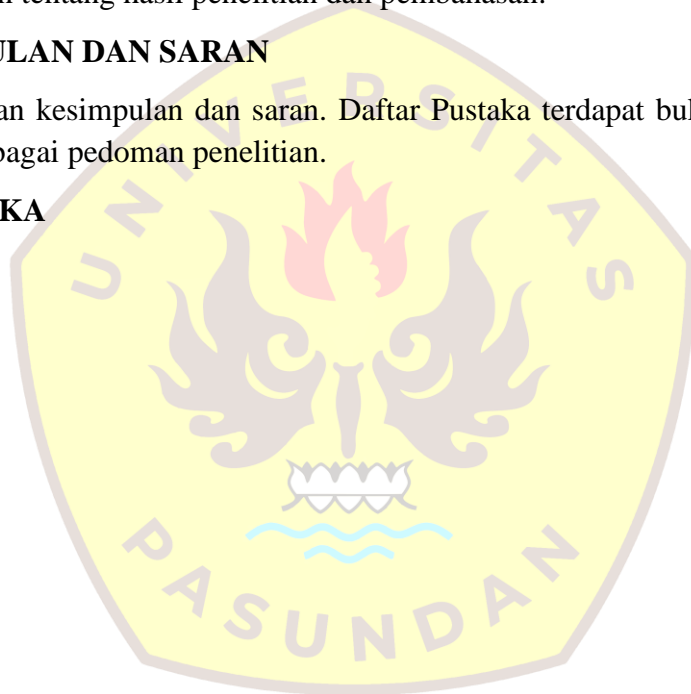 tentang hasil penelitian dan pembahasan.
ULAN DAN SARAN
an kesimpulan dan saran. Daftar Pustaka terdapat bul
bagai pedoman penelitian.
KA
UNIVERSITAS
PASUNDAN